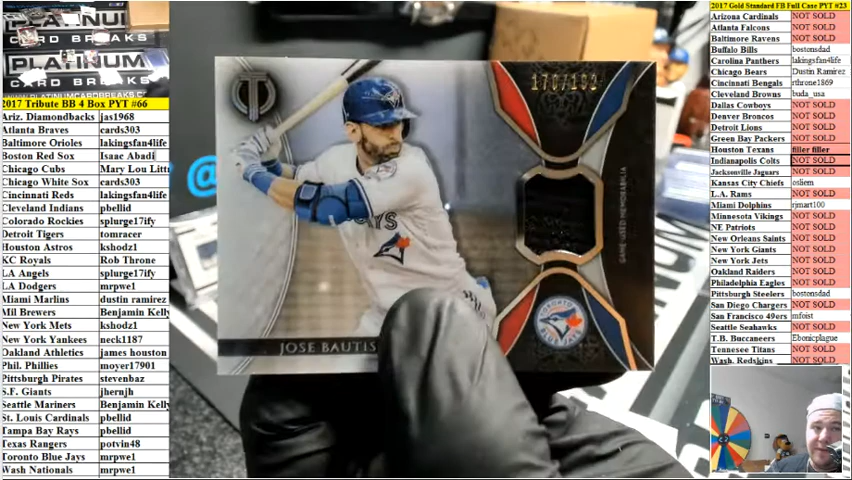 PLATINUM
CARD BREAKS
PLATINUM
2017 Tribute BB 4 Box PYT #66
Ariz. Diamondbacks jas1968
Atlanta Braves cards303
Baltimore Orioles lakingsfan4life
Boston Red Sox Isaac Abadi
Chicago Cubs Mary Lou Littr
Chicago White Sox cards303
Cincinnati Reds lakingsfan4life
Cleveland Indians pbellid
Colorado Rockies splurge17ify
Detroit Tigers tomracer
Houston Astros kshodz1
KC Royals Rob Throne
LA Angels splurge17ify
LA Dodgers mrpwe1
Miami Marlins dustin ramirez
Mil Brewers Benjamin Kelly
New York Mets kshodz1
New York Yankees neck1187
Oakland Athletics james houston
Phil. Phillies moyer17901
Pittsburgh Pirates stevenbaz
S.F. Giants jhernjh
Seattle Mariners Benjamin Kelly
St. Louis Cardinals pbellid
Tampa Bay Rays pbellid
Texas Rangers potvin48
Toronto Blue Jays mrpwe1
Wash Nationals mrpwe1
@
T
GAME-USED MEMORABILIA
JOSE BAUTIS
TORONTO
BLUE JAYS
2017 Gold Standard FB Full Case PYT #23
Arizona Cardinals NOT SOLD
Atlanta Falcons NOT SOLD
Baltimore Ravens NOT SOLD
Buffalo Bills bostonsdad
Carolina Panthers lakingsfan4life
Chicago Bears Dustin Ramirez
Cincinnati Bengals rthrone1869
Cleveland Browns buda_usa
Dallas Cowboys NOT SOLD
Denver Broncos NOT SOLD
Detroit Lions NOT SOLD
Green Bay Packers NOT SOLD
Houston Texans filler filler
Indianapolis Colts NOT SOLD
Jacksonville Jaguars NOT SOLD
Kansas City Chiefs osliem
L.A. Rams NOT SOLD
Miami Dolphins rjmart100
Minnesota Vikings NOT SOLD
NE Patriots NOT SOLD
New Orleans Saints NOT SOLD
New York Giants NOT SOLD
New York Jets NOT SOLD
Oakland Raiders NOT SOLD
Philadelphia Eagles NOT SOLD
Pittsburgh Steelers bostonsdad
San Diego Chargers NOT SOLD
San Francisco 49ers mfoist
Seattle Seahawks NOT SOLD
T.B. Buccaneers Ebonicplague
Tennesee Titans NOT SOLD
Wash. Redskins NOT SOLD